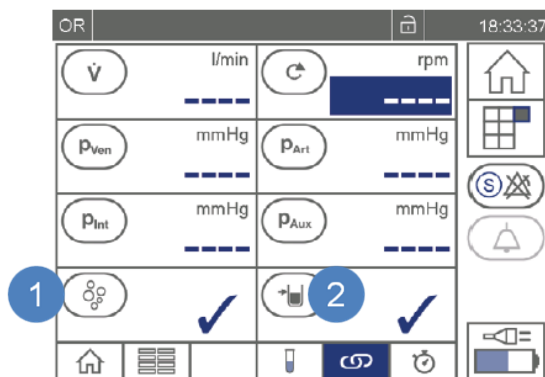 OR 18:33:37
V̇ l/min rpm
---- ----
pVen mmHg pArt mmHg
---- ----
pInt mmHg pAux mmHg
---- ----
1 2
S